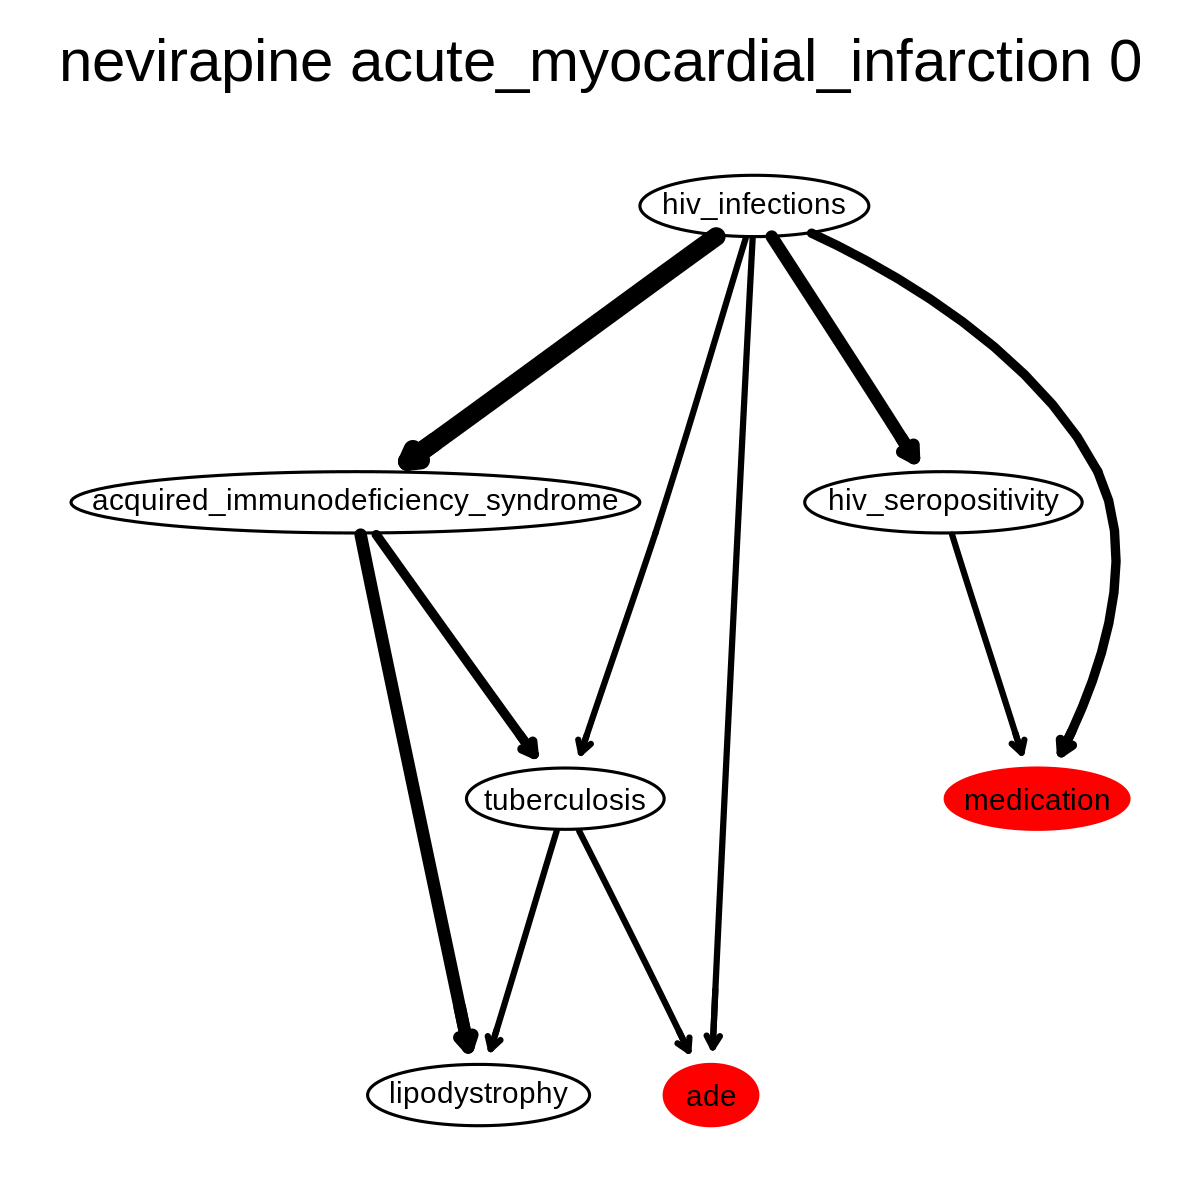 nevirapine acute_myocardial_infarction 0
hiv_infections
acquired_immunodeficiency_syndrome
hiv_seropositivity
tuberculosis
medication
lipodystrophy
ade